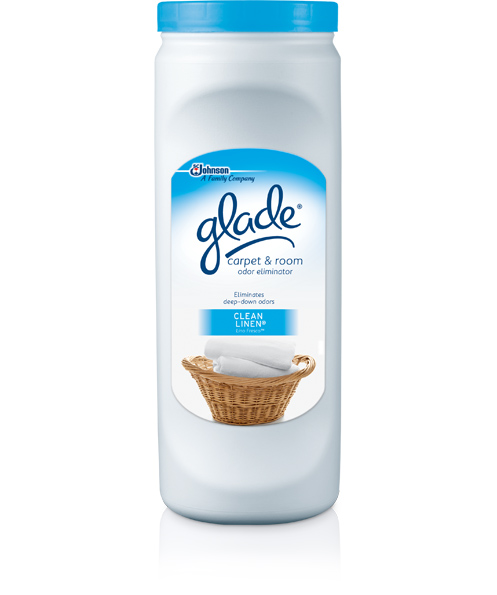 SC Johnson
A Family Company
glade®
carpet & room
odor eliminator
Eliminates
deep-down odors
CLEAN
LINEN®